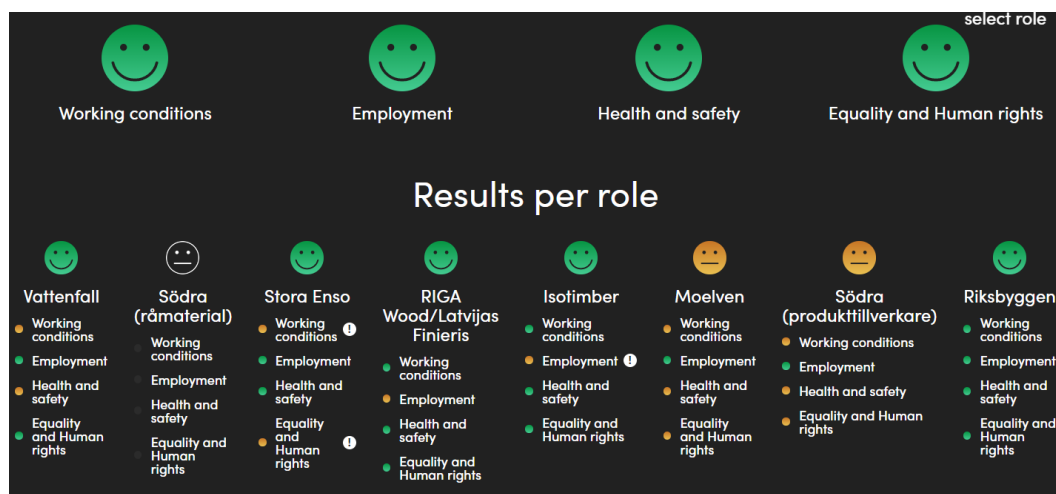 select role
Working conditions
Employment
Health and safety
Equality and Human rights
Results per role
Vattenfall
Working
conditions
Employment
Health and
safety
Equality
and Human
rights
Södra
(råmaterial)
Working
conditions
Employment
Health and
safety
Equality and
Human
rights
Stora Enso
Working
conditions
!
Employment
Health and
safety
Equality
and
Human
rights
!
RIGA
Wood/Latvijas
Finieris
Working
conditions
Employment
Health and
safety
Equality and
Human rights
Isotimber
Working
conditions
Employment !
Health and
safety
Equality and
Human rights
Moelven
Working
conditions
Employment
Health and
safety
Equality
and Human
rights
Södra
(produkttillverkare)
Working conditions
Employment
Health and safety
Equality and Human
rights
Riksbyggen
Working
conditions
Employment
Health and
safety
Equality
and Human
rights